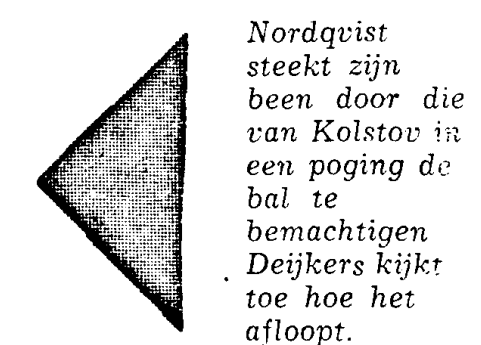 Nordqvist
steekt zijn
been door die
van Kolstov in
een poging de
bal te
bemachtigen
Deijkers kijkt
toe hoe het
afloopt.